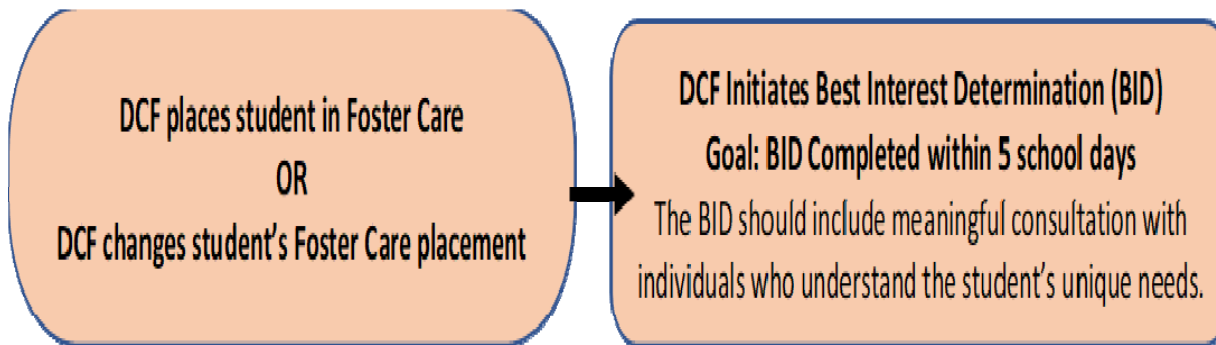 DCF places student in Foster Care
OR
DCF changes student’s Foster Care placement
DCF Initiates Best Interest Determination (BID)
Goal: BID Completed within 5 school days
The BID should include meaningful consultation with
individuals who understand the student’s unique needs.